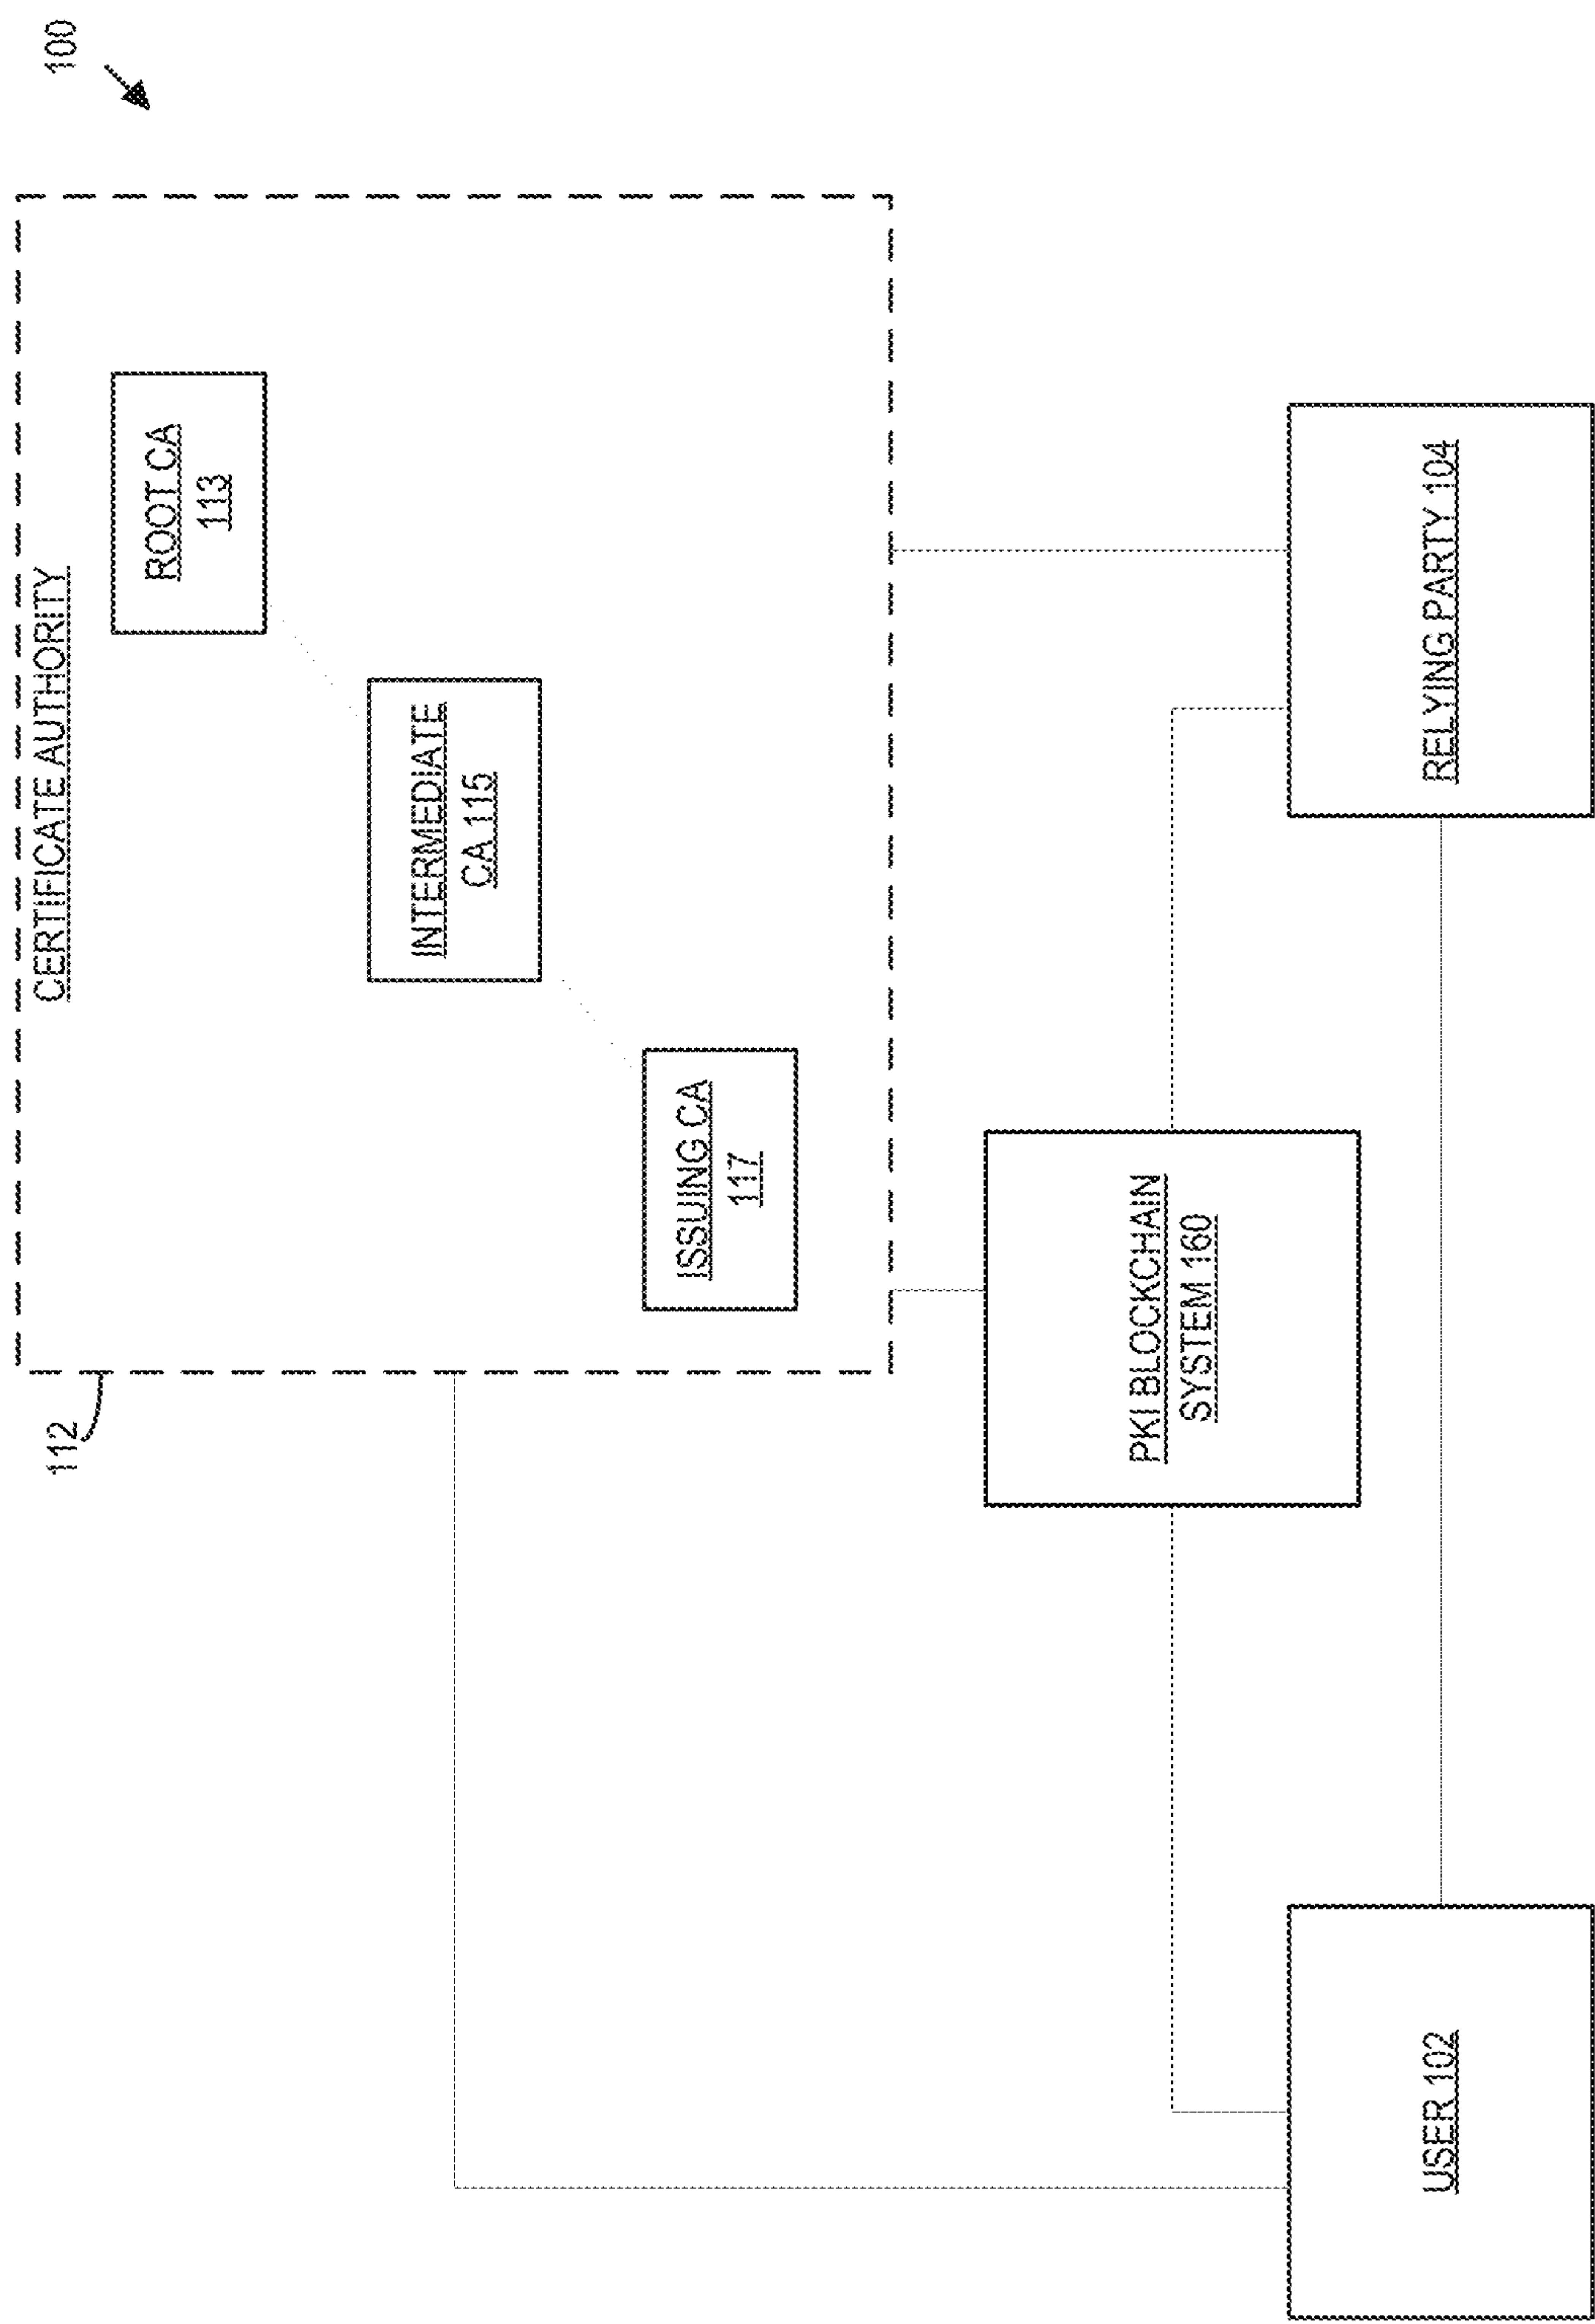 100
112
CERTIFICATE AUTHORITY
ROOT CA
113
INTERMEDIATE
CA 115
ISSUING CA
117
PKI BLOCKCHAIN
SYSTEM 160
USER 102
RELYING PARTY 104